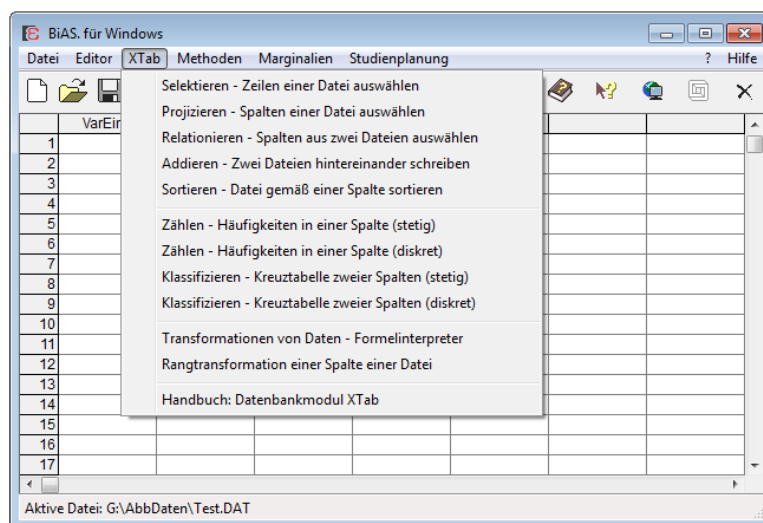 BiAS. für Windows
Datei Editor XTab Methoden Marginalien Studienplanung ? Hilfe
VarEin
Selektieren - Zeilen einer Datei auswählen
Projizieren - Spalten einer Datei auswählen
Relationieren - Spalten aus zwei Dateien auswählen
Addieren - Zwei Dateien hintereinander schreiben
Sortieren - Datei gemäß einer Spalte sortieren
Zählen - Häufigkeiten in einer Spalte (stetig)
Zählen - Häufigkeiten in einer Spalte (diskret)
Klassifizieren - Kreuztabelle zweier Spalten (stetig)
Klassifizieren - Kreuztabelle zweier Spalten (diskret)
Transformationen von Daten - Formelinterpreter
Rangtransformation einer Spalte einer Datei
Handbuch: Datenbankmodul XTab
1
2
3
4
5
6
7
8
9
10
11
12
13
14
15
16
17
Aktive Datei: G:\AbbDaten\Test.DAT